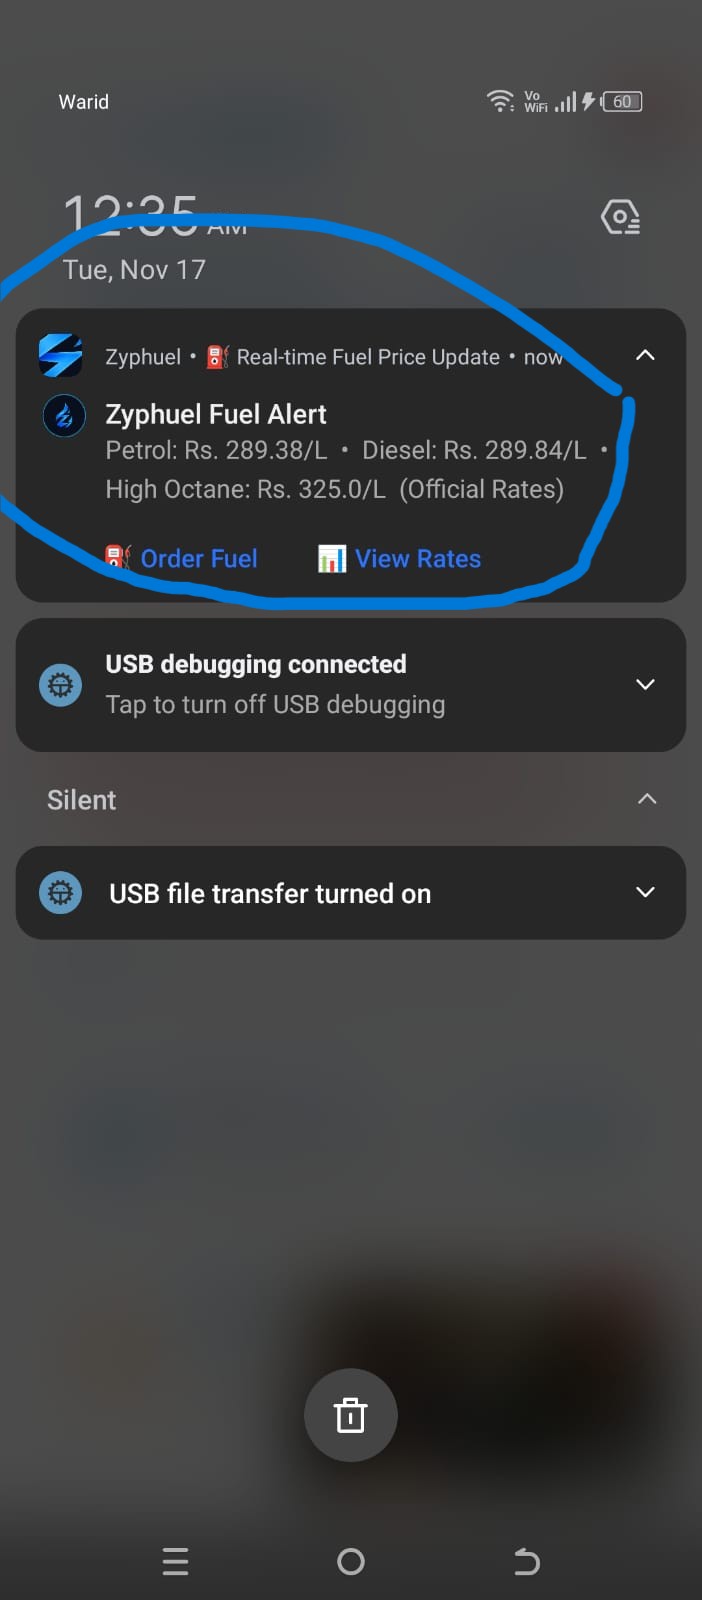 Warid
Vo
WiFi
60
12:35 AM
Tue, Nov 17
Zyphuel • ⛽ Real-time Fuel Price Update • now
Zyphuel Fuel Alert
Petrol: Rs. 289.38/L • Diesel: Rs. 289.84/L •
High Octane: Rs. 325.0/L (Official Rates)
⛽ Order Fuel 📊 View Rates
USB debugging connected
Tap to turn off USB debugging
Silent
USB file transfer turned on